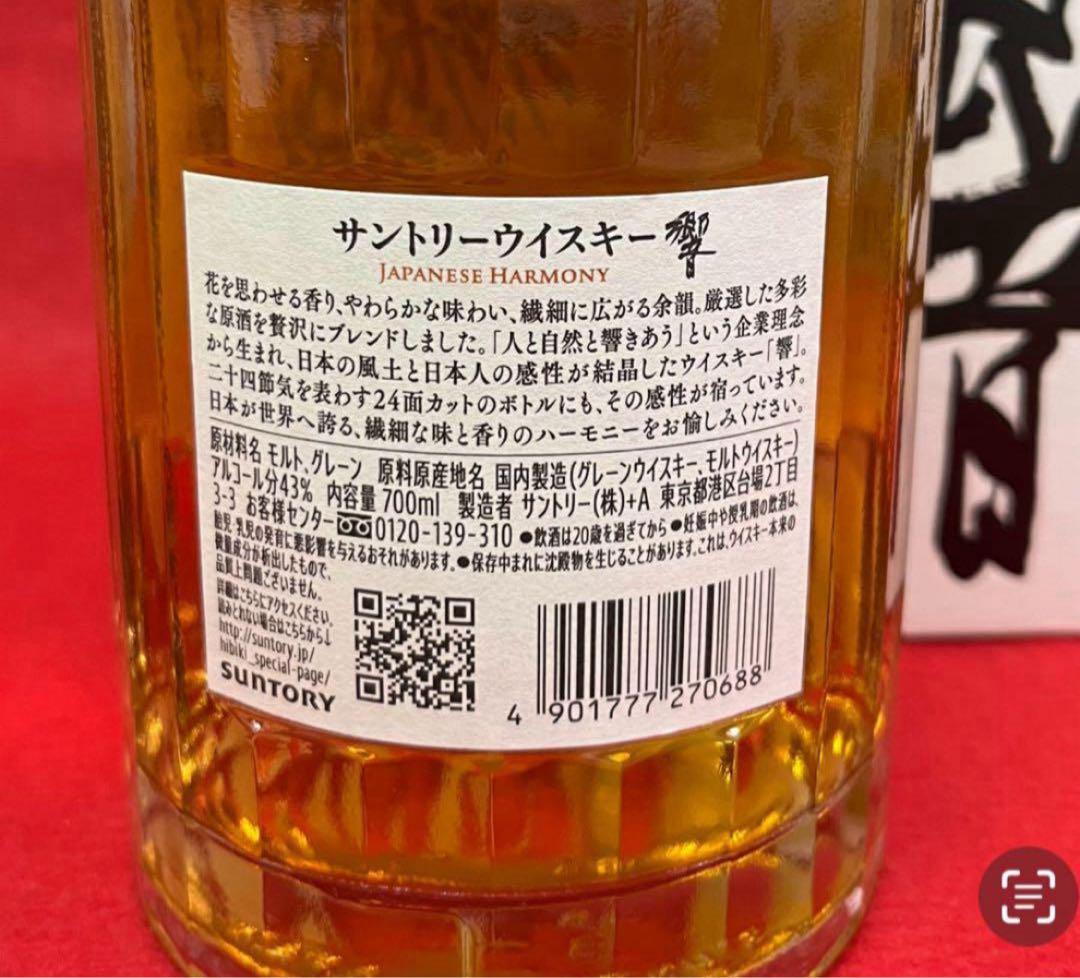 サントリーウイスキー 響
JAPANESE HARMONY
花を思わせる香り、やわらかな味わい、繊細に広がる余韻。厳選した多彩
な原酒を贅沢にブレンドしました。「人と自然と響きあう」という企業理念
から生まれ、日本の風土と日本人の感性が結晶したウイスキー「響」。
二十四節気を表わす24面カットのボトルにも、その感性が宿っています。
日本が世界へ誇る、繊細な味と香りのハーモニーをお愉しみください。
原材料名 モルト、グレーン 原料原産地名 国内製造(グレーンウイスキー、モルトウイスキー)
アルコール分43% 内容量 700ml 製造者 サントリー(株)+A 東京都港区台場2丁目
3-3 お客様センター 0120-139-310 ●飲酒は20歳を過ぎてから ●妊娠中や授乳期の飲酒は、
胎児・乳児の発育に悪影響を与えるおそれがあります。●保存中まれに沈殿物を生じることがあります。これは、ウイスキー本来の
微量成分が析出したもので、
品質上問題ございません。
詳細はこちらにアクセスください。
読みとれない場合はこちらから↓
http://suntory.jp/
hibiki_special-page/
SUNTORY
4 901777 270688
響